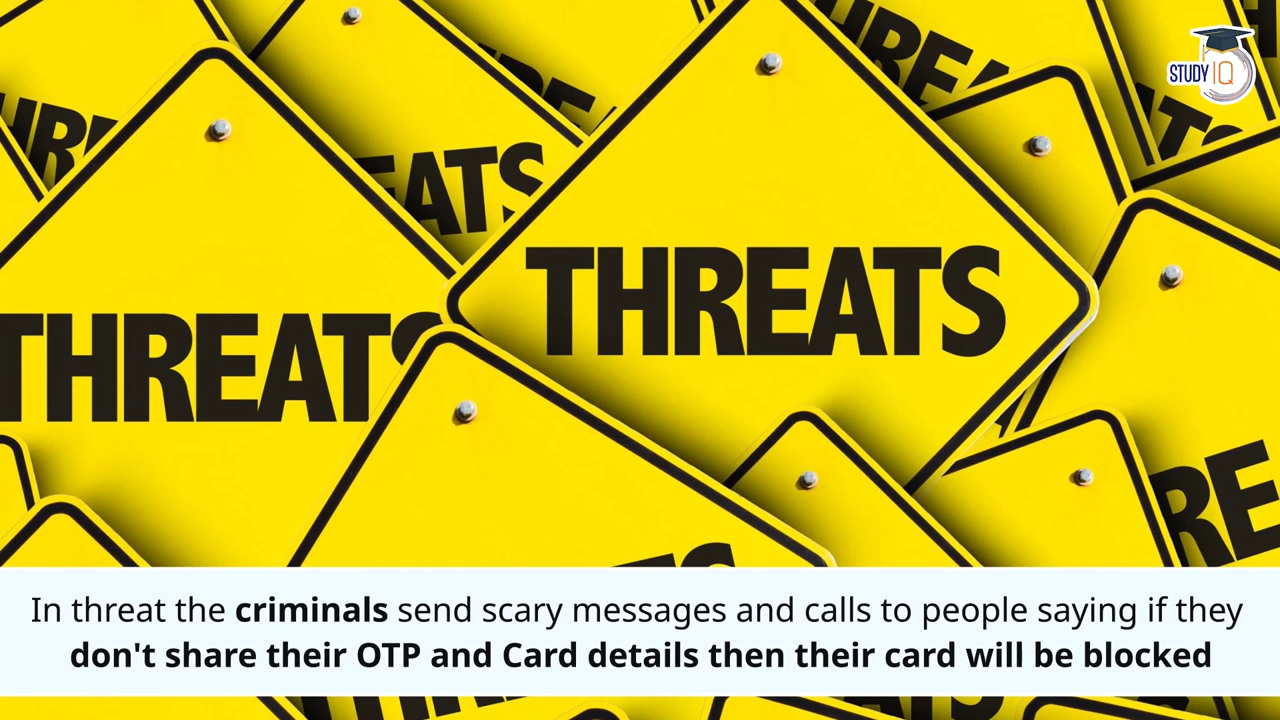 STUDY IQ
THREATS
THREATS
In threat the criminals send scary messages and calls to people saying if they
don't share their OTP and Card details then their card will be blocked